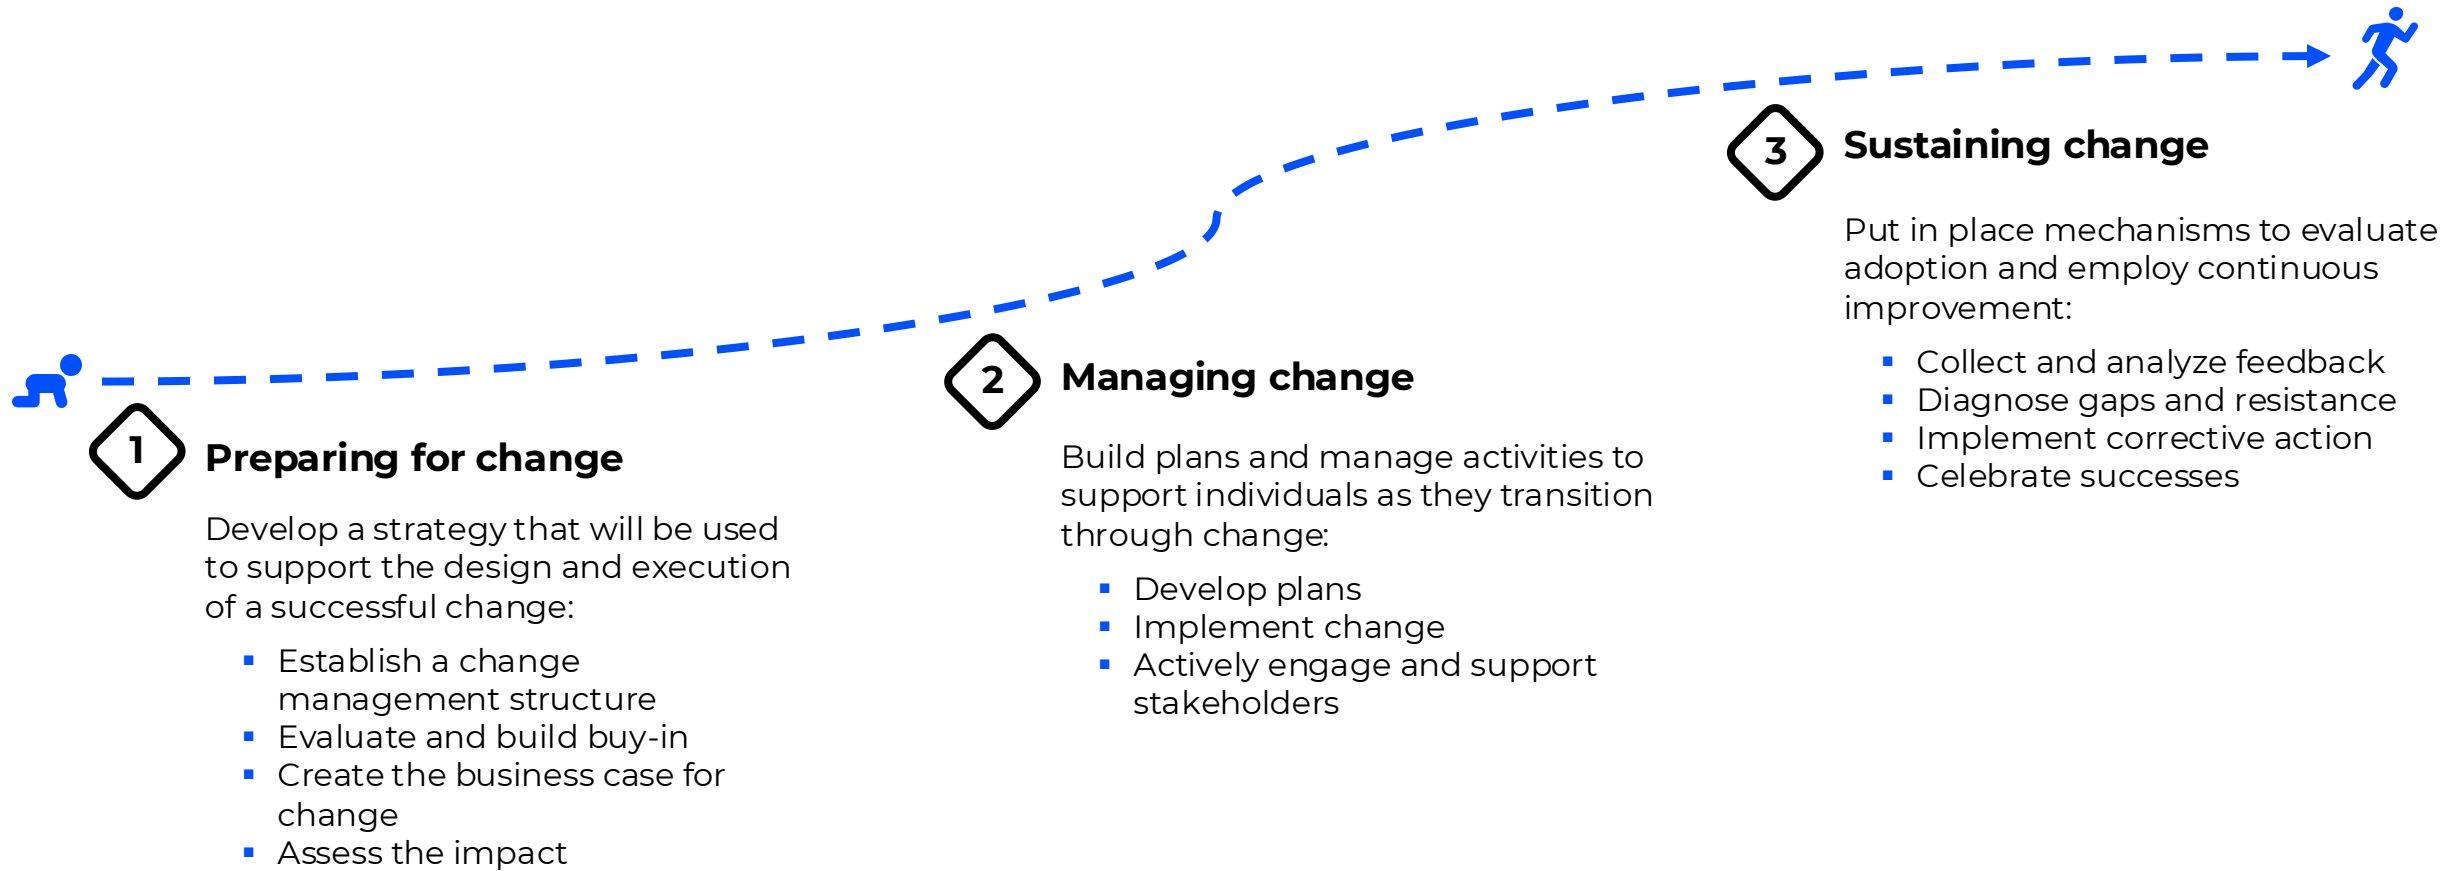 1
Preparing for change
Develop a strategy that will be used
to support the design and execution
of a successful change:
▪ Establish a change
management structure
▪ Evaluate and build buy-in
▪ Create the business case for
change
▪ Assess the impact
2
Managing change
Build plans and manage activities to
support individuals as they transition
through change:
▪ Develop plans
▪ Implement change
▪ Actively engage and support
stakeholders
3
Sustaining change
Put in place mechanisms to evaluate
adoption and employ continuous
improvement:
▪ Collect and analyze feedback
▪ Diagnose gaps and resistance
▪ Implement corrective action
▪ Celebrate successes